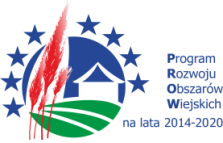 Program
Rozwoju
Obszarów
Wiejskich
na lata 2014-2020